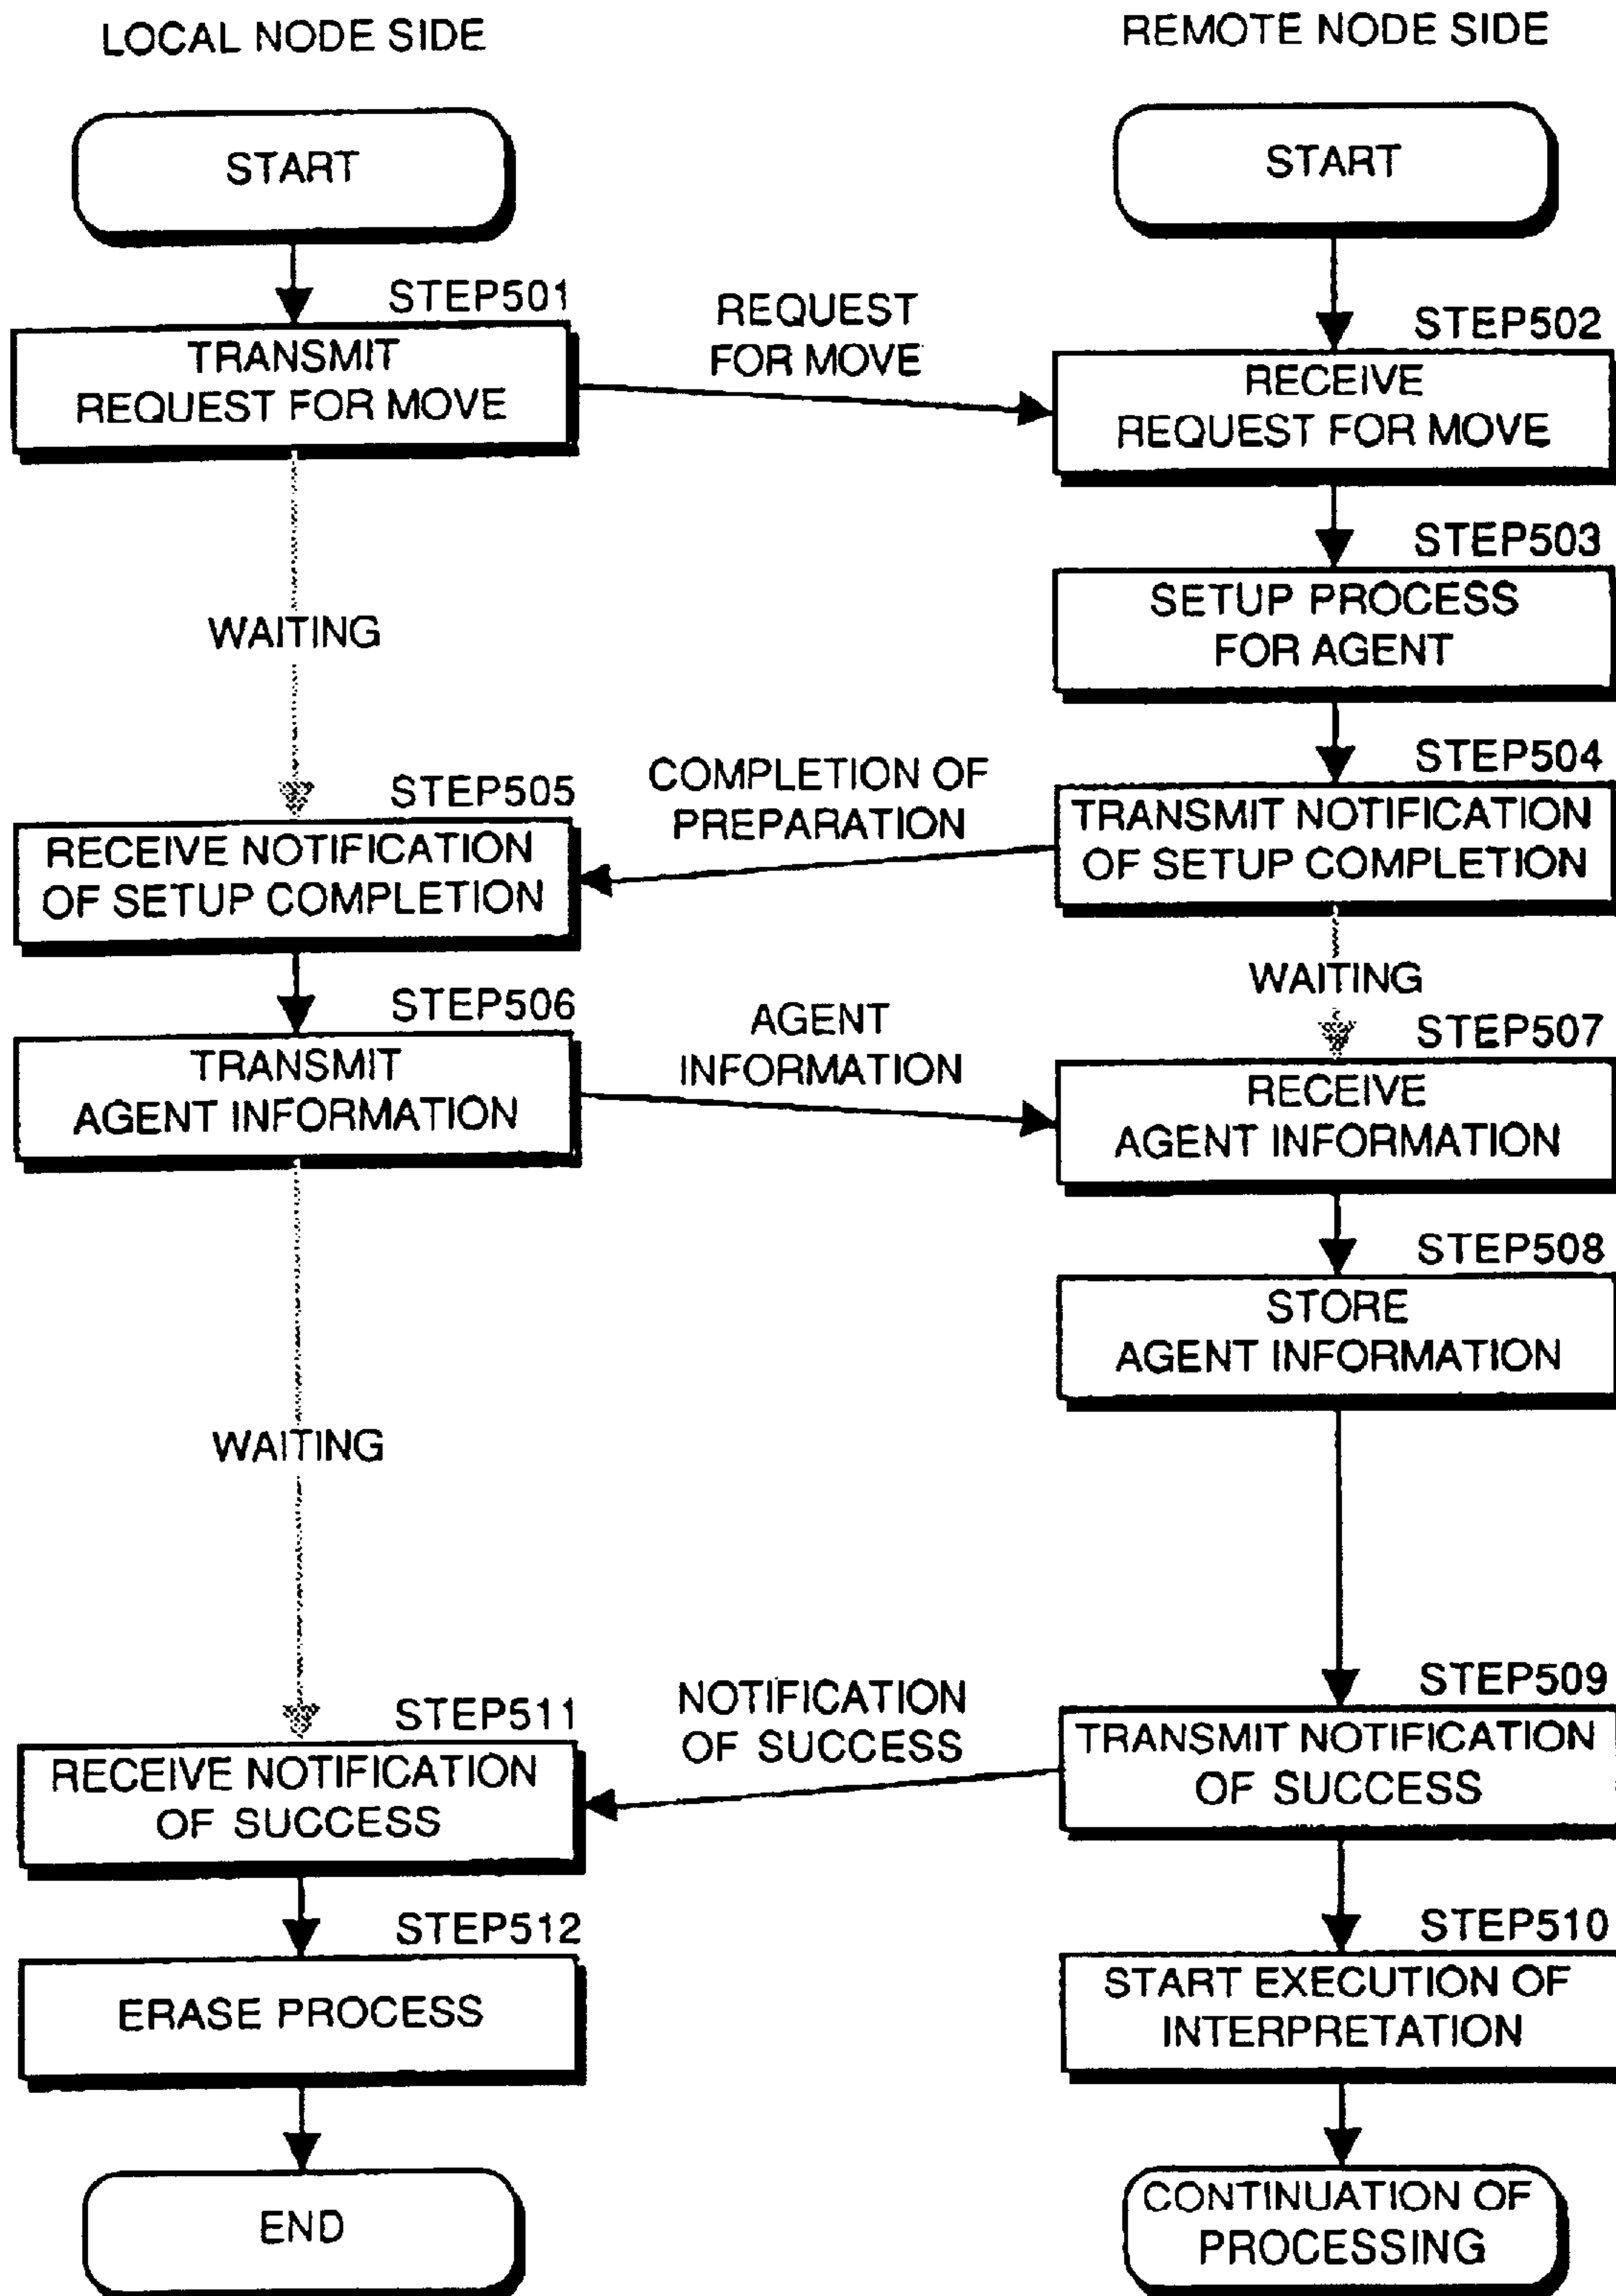 LOCAL NODE SIDE
REMOTE NODE SIDE
START
START
STEP501
TRANSMIT
REQUEST FOR MOVE
REQUEST
FOR MOVE
STEP502
RECEIVE
REQUEST FOR MOVE
STEP503
SETUP PROCESS
FOR AGENT
WAITING
STEP504
TRANSMIT NOTIFICATION
OF SETUP COMPLETION
COMPLETION OF
PREPARATION
STEP505
RECEIVE NOTIFICATION
OF SETUP COMPLETION
WAITING
STEP506
TRANSMIT
AGENT INFORMATION
AGENT
INFORMATION
STEP507
RECEIVE
AGENT INFORMATION
STEP508
STORE
AGENT INFORMATION
WAITING
STEP509
TRANSMIT NOTIFICATION
OF SUCCESS
NOTIFICATION
OF SUCCESS
STEP511
RECEIVE NOTIFICATION
OF SUCCESS
STEP512
ERASE PROCESS
STEP510
START EXECUTION OF
INTERPRETATION
END
CONTINUATION OF
PROCESSING